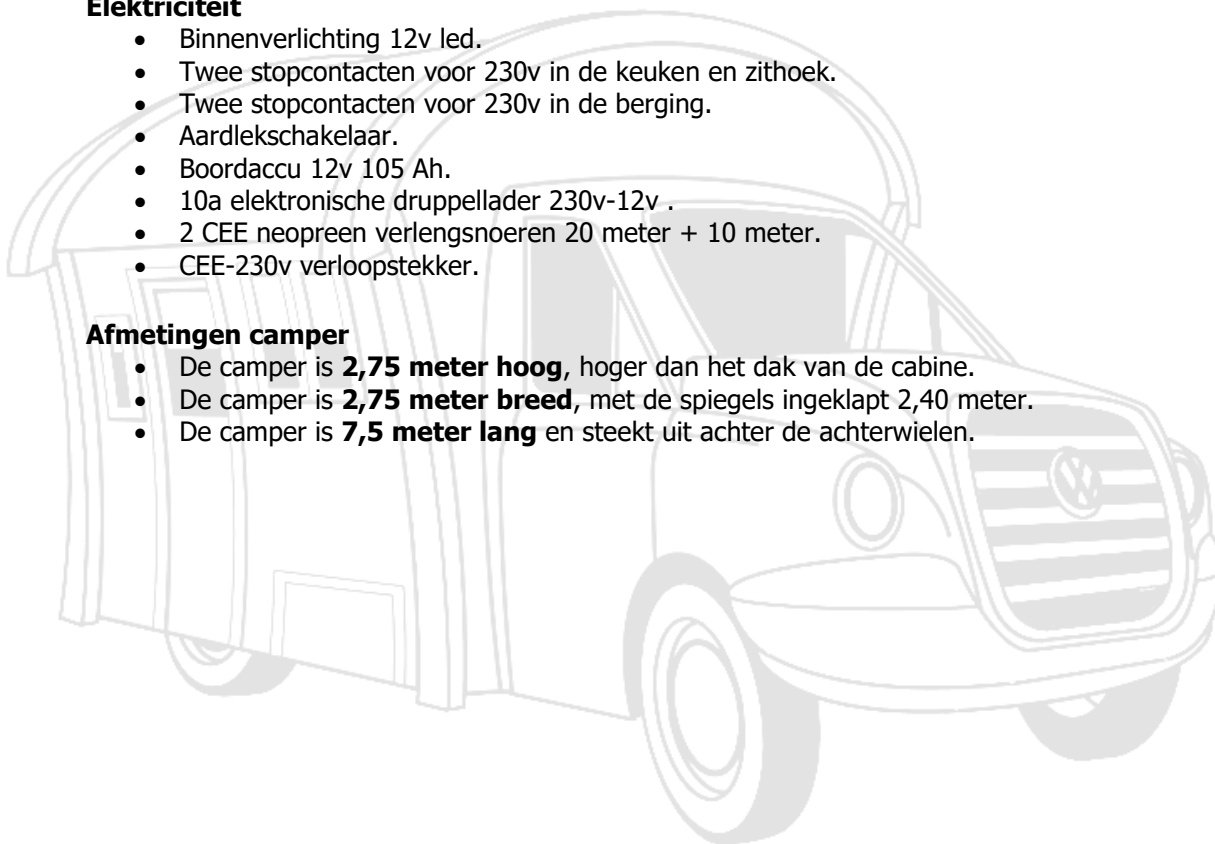 Elektriciteit
• Binnenverlichting 12v led.
• Twee stopcontacten voor 230v in de keuken en zithoek.
• Twee stopcontacten voor 230v in de berging.
• Aardlekschakelaar.
• Boordaccu 12v 105 Ah.
• 10a elektronische druppellader 230v-12v .
• 2 CEE neopreen verlengsnoeren 20 meter + 10 meter.
• CEE-230v verloopstekker.
Afmetingen camper
• De camper is 2,75 meter hoog, hoger dan het dak van de cabine.
• De camper is 2,75 meter breed, met de spiegels ingeklapt 2,40 meter.
• De camper is 7,5 meter lang en steekt uit achter de achterwielen.